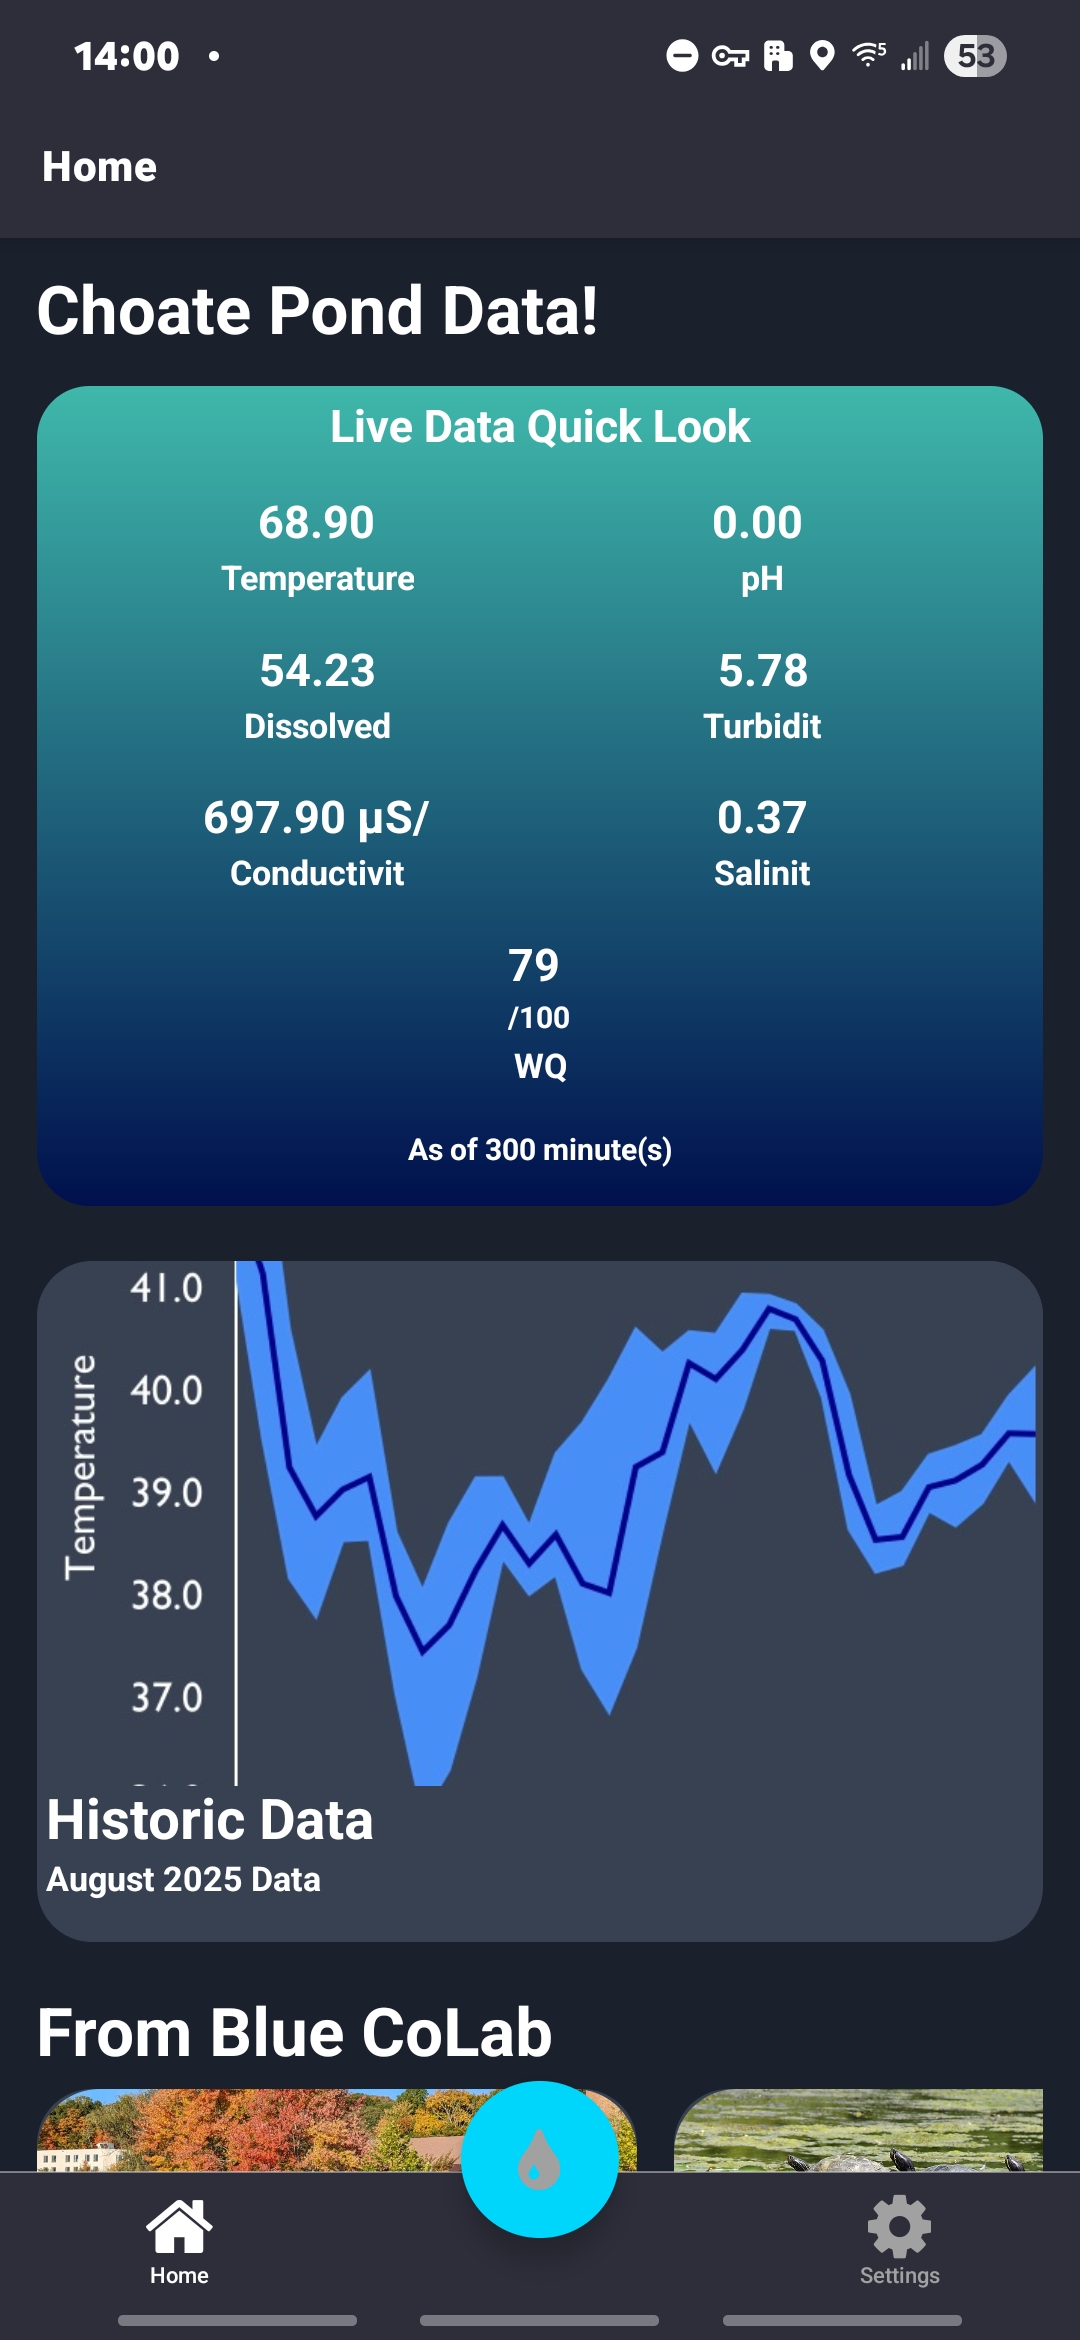 14:00
53
Home
Choate Pond Data!
Live Data Quick Look
68.90 0.00
Temperature pH
54.23 5.78
Dissolved Turbidit
697.90 µS/ 0.37
Conductivit Salinit
79
/100
WQ
As of 300 minute(s)
41.0
40.0
Temperature
39.0
38.0
37.0
Historic Data
August 2025 Data
From Blue CoLab
Home Settings